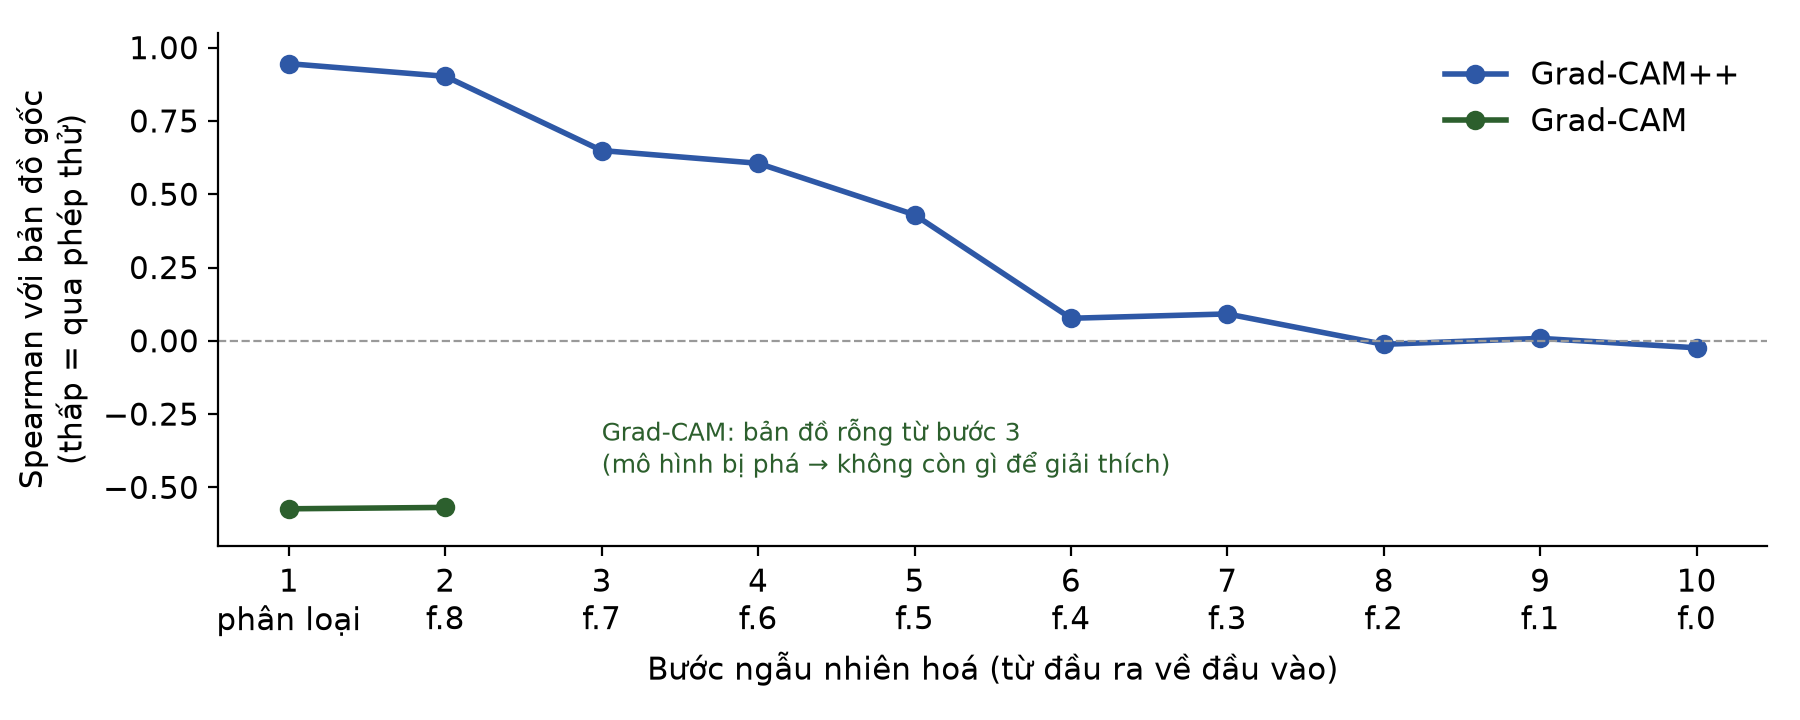 Spearman với bản đồ gốc
(thấp = qua phép thử)
1.00
0.75
0.50
0.25
0.00
−0.25
−0.50
Grad-CAM++
Grad-CAM
Grad-CAM: bản đồ rỗng từ bước 3
(mô hình bị phá → không còn gì để giải thích)
1 2 3 4 5 6 7 8 9 10
phân loại f.8 f.7 f.6 f.5 f.4 f.3 f.2 f.1 f.0
Bước ngẫu nhiên hoá (từ đầu ra về đầu vào)